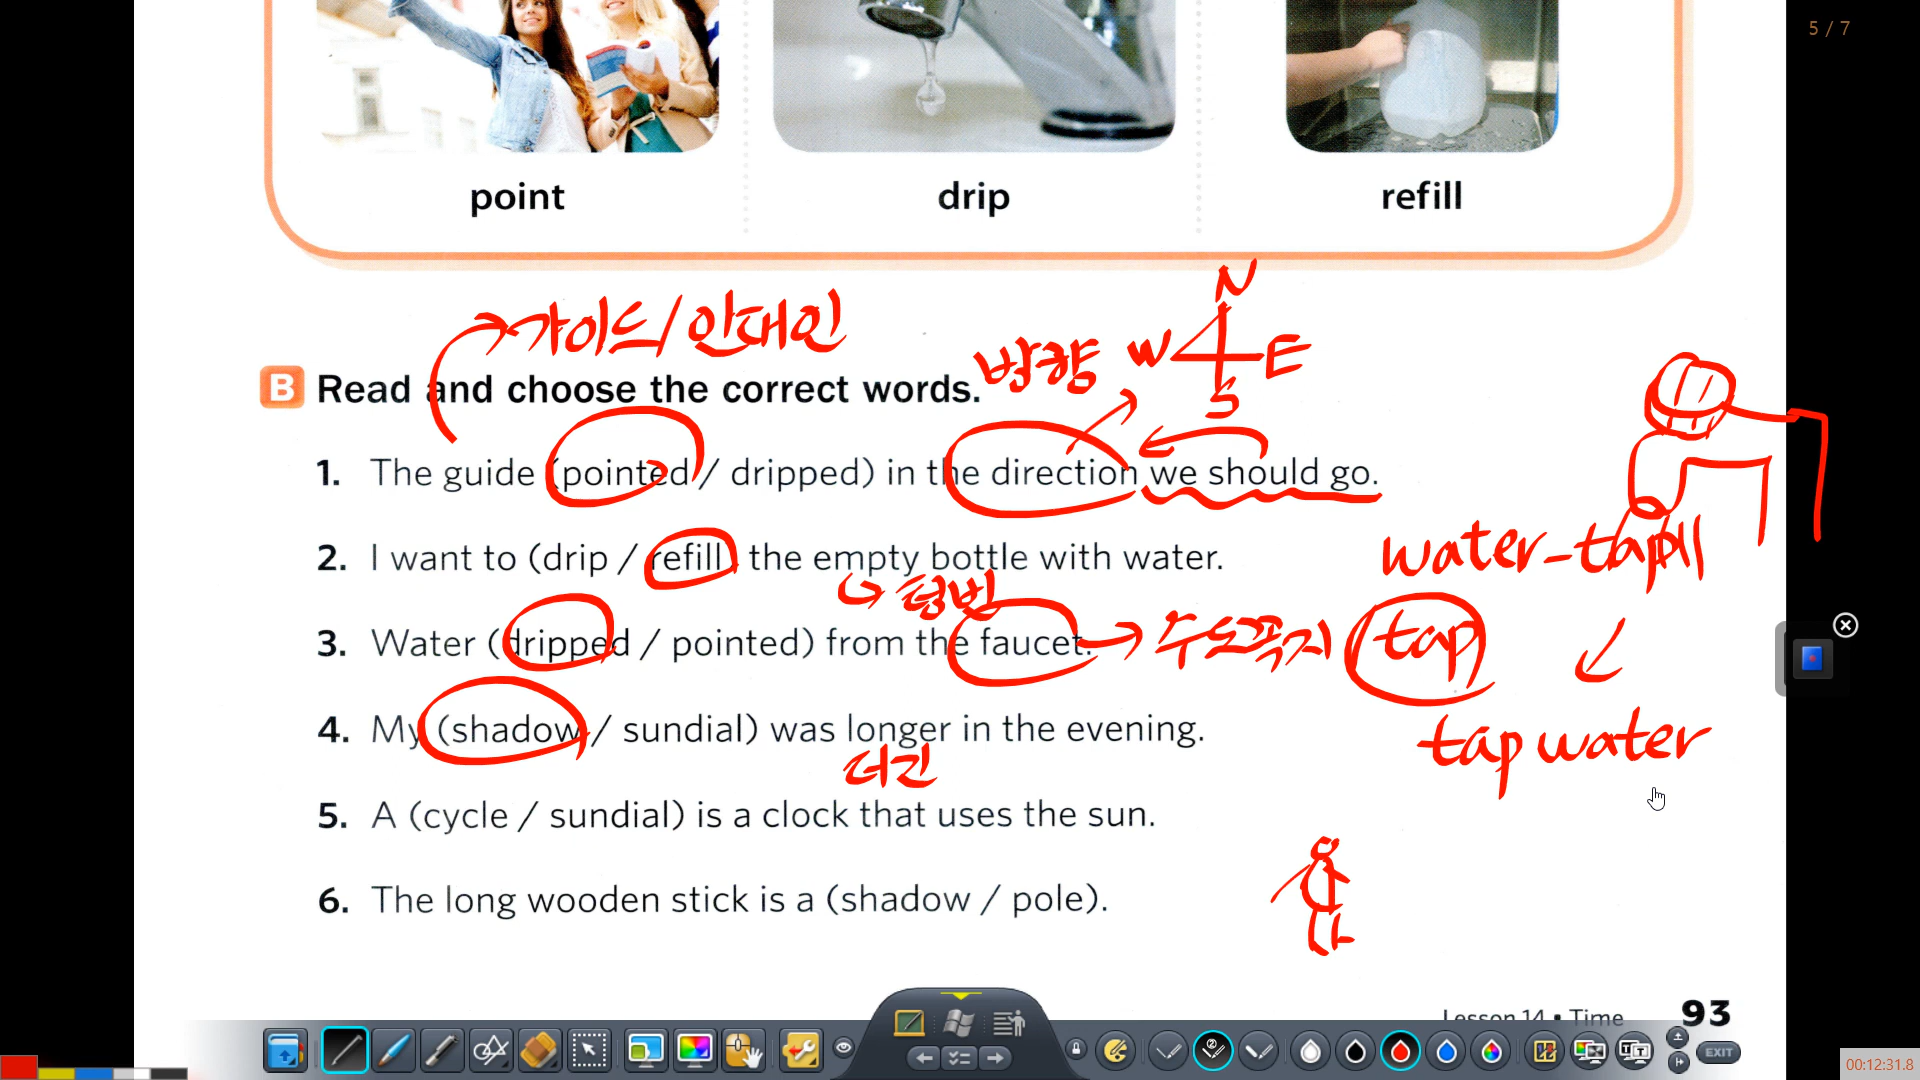 5 / 7
point drip refill
N
가이드/안내인
방향 W E
S
B Read and choose the correct words.
1. The guide (pointed / dripped) in the direction we should go.
water-tap
2. I want to (drip / refill) the empty bottle with water.
텅빈
3. Water (dripped / pointed) from the faucet. → 수도꼭지 tap
4. My (shadow / sundial) was longer in the evening.
tap water
더 긴
5. A (cycle / sundial) is a clock that uses the sun.
6. The long wooden stick is a (shadow / pole).
Lesson 14 • Time 93
EXIT
00:12:31.8